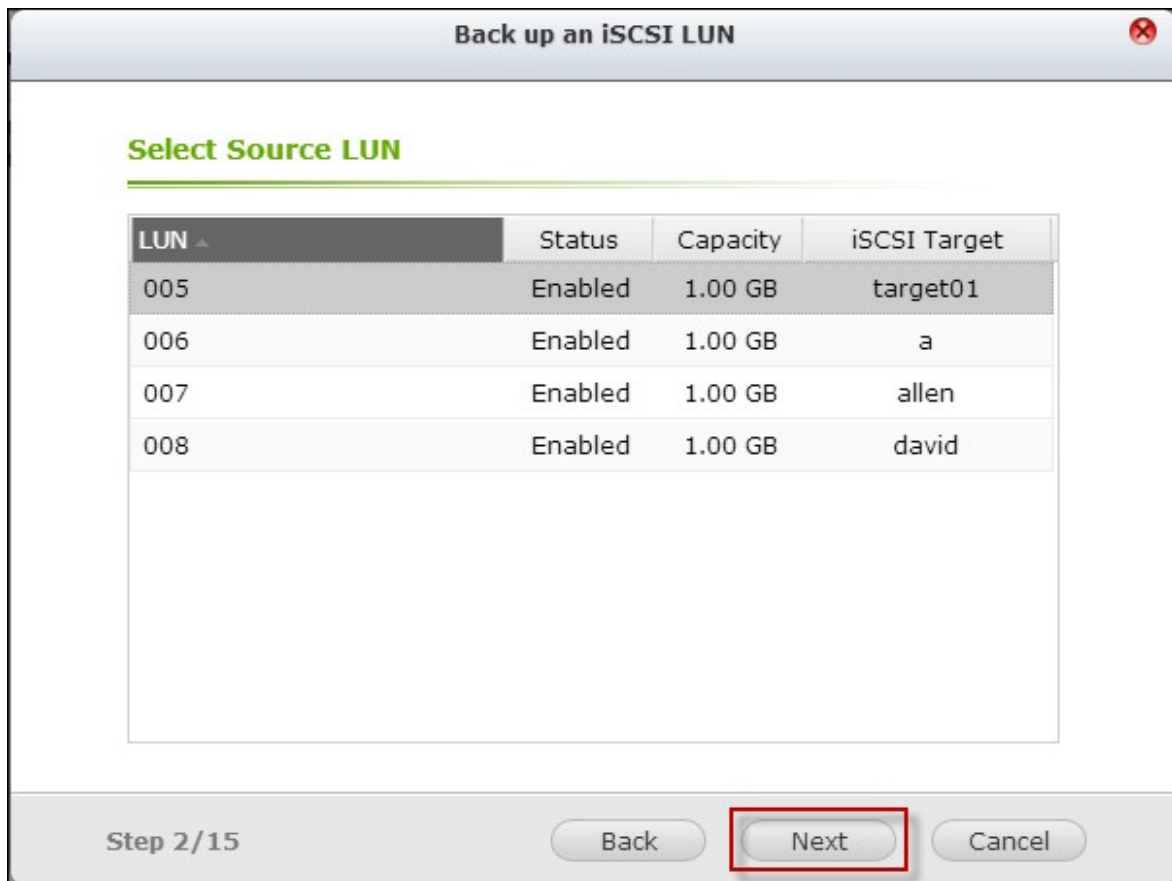 Back up an iSCSI LUN
Select Source LUN
LUN Status Capacity iSCSI Target
005 Enabled 1.00 GB target01
006 Enabled 1.00 GB a
007 Enabled 1.00 GB allen
008 Enabled 1.00 GB david
Step 2/15 Back Next Cancel